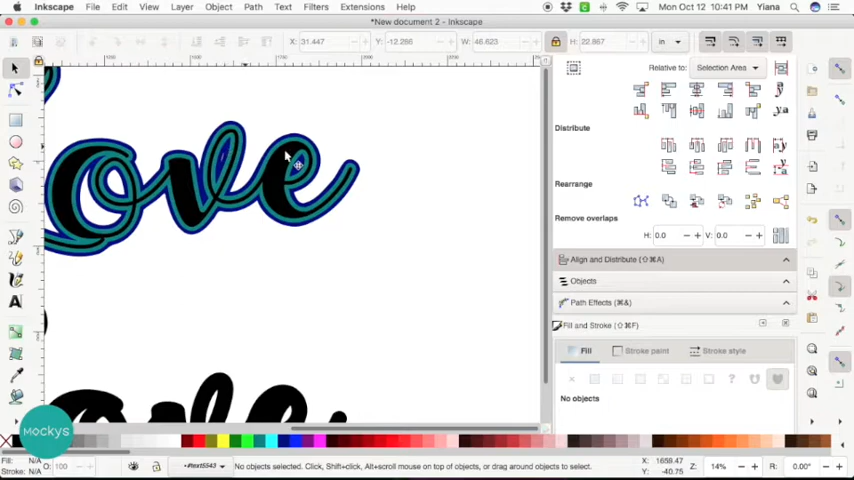 Inkscape File Edit View Layer Object Path Text Filters Extensions Help Mon Oct 12 10:41 PM Yiana
*New document 2 - Inkscape
X: 31.447 Y: -12.286 W: 46.623 H: 22.867 in
Relative to: Selection Area
Distribute
Rearrange
Remove overlaps
H: 0.0 V: 0.0
Align and Distribute (⇧⌘A)
Objects
Path Effects (⌘&)
Fill and Stroke (⇧⌘F)
Fill Stroke paint Stroke style
No objects
ove
ove
MOCKYS
Fill: N/A
Stroke: N/A
O: 100
#text5543
No objects selected. Click, Shift+click, Alt+scroll mouse on top of objects, or drag around objects to select.
X: 1659.47
Y: -40.75
Z: 14%
R: 0.00°